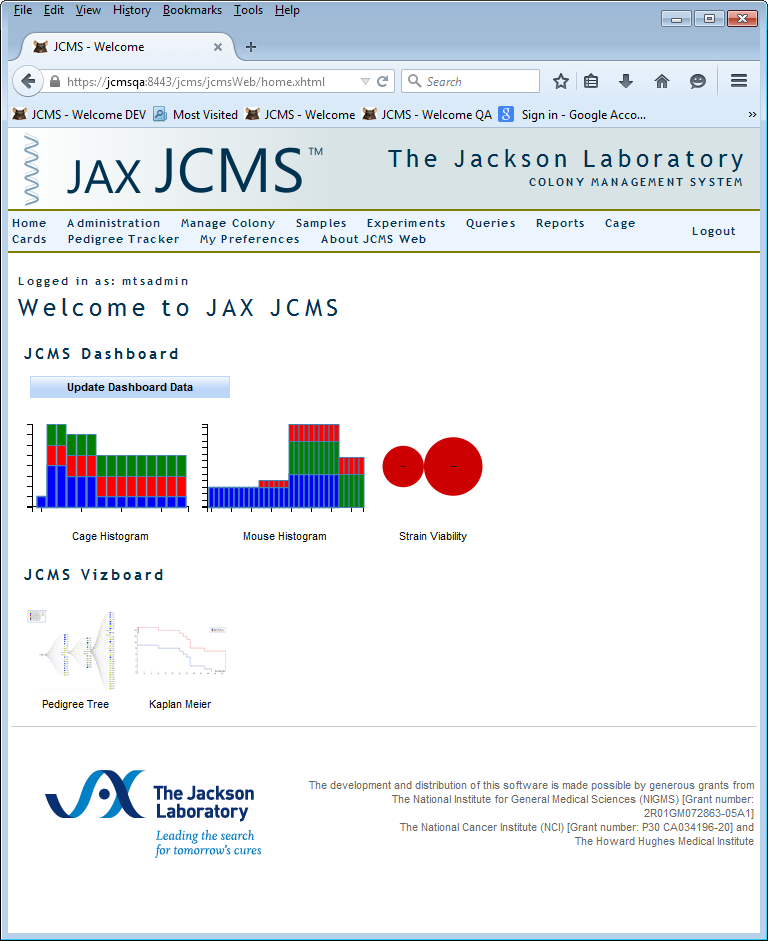 File Edit View History Bookmarks Tools Help
JCMS - Welcome
https://jcmsqa:8443/jcms/jcmsWeb/home.xhtml Search
JCMS - Welcome DEV Most Visited JCMS - Welcome JCMS - Welcome QA Sign in - Google Acco... »
JAX JCMS™ The Jackson Laboratory
COLONY MANAGEMENT SYSTEM
Home Administration Manage Colony Samples Experiments Queries Reports Cage
Cards Pedigree Tracker My Preferences About JCMS Web Logout
Logged in as: mtsadmin
Welcome to JAX JCMS
JCMS Dashboard
Update Dashboard Data
Cage Histogram Mouse Histogram Strain Viability
JCMS Vizboard
Pedigree Tree Kaplan Meier
JAX The Jackson
Laboratory
Leading the search
for tomorrow's cures
The development and distribution of this software is made possible by generous grants from
The National Institute for General Medical Sciences (NIGMS) [Grant number:
2R01GM072863-05A1]
The National Cancer Institute (NCI) [Grant number: P30 CA034196-20] and
The Howard Hughes Medical Institute